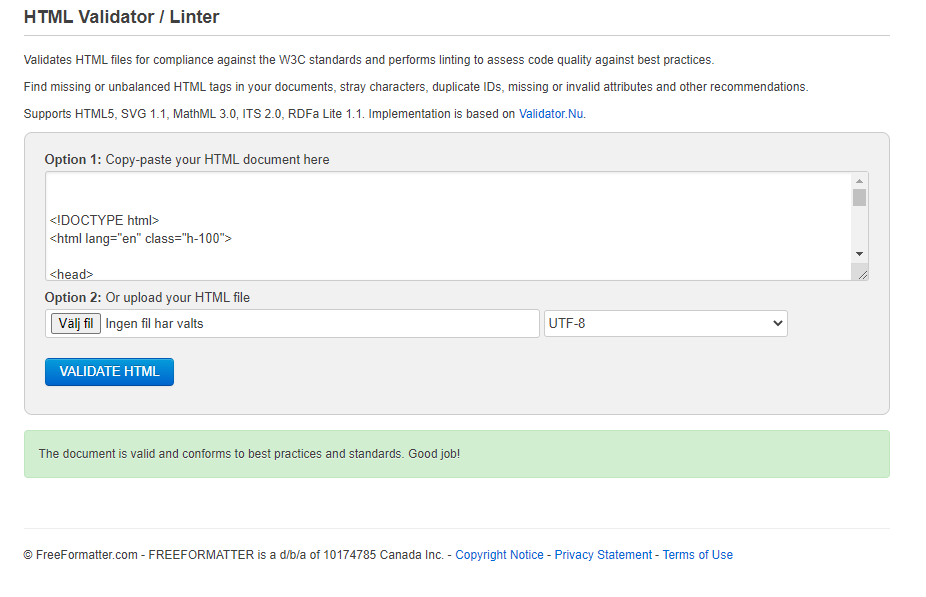 HTML Validator / Linter
Validates HTML files for compliance against the W3C standards and performs linting to assess code quality against best practices.
Find missing or unbalanced HTML tags in your documents, stray characters, duplicate IDs, missing or invalid attributes and other recommendations.
Supports HTML5, SVG 1.1, MathML 3.0, ITS 2.0, RDFa Lite 1.1. Implementation is based on Validator.Nu.
Option 1: Copy-paste your HTML document here
<!DOCTYPE html>
<html lang="en" class="h-100">
<head>
Option 2: Or upload your HTML file
Välj fil Ingen fil har valts UTF-8
VALIDATE HTML
The document is valid and conforms to best practices and standards. Good job!
© FreeFormatter.com - FREEFORMATTER is a d/b/a of 10174785 Canada Inc. - Copyright Notice - Privacy Statement - Terms of Use